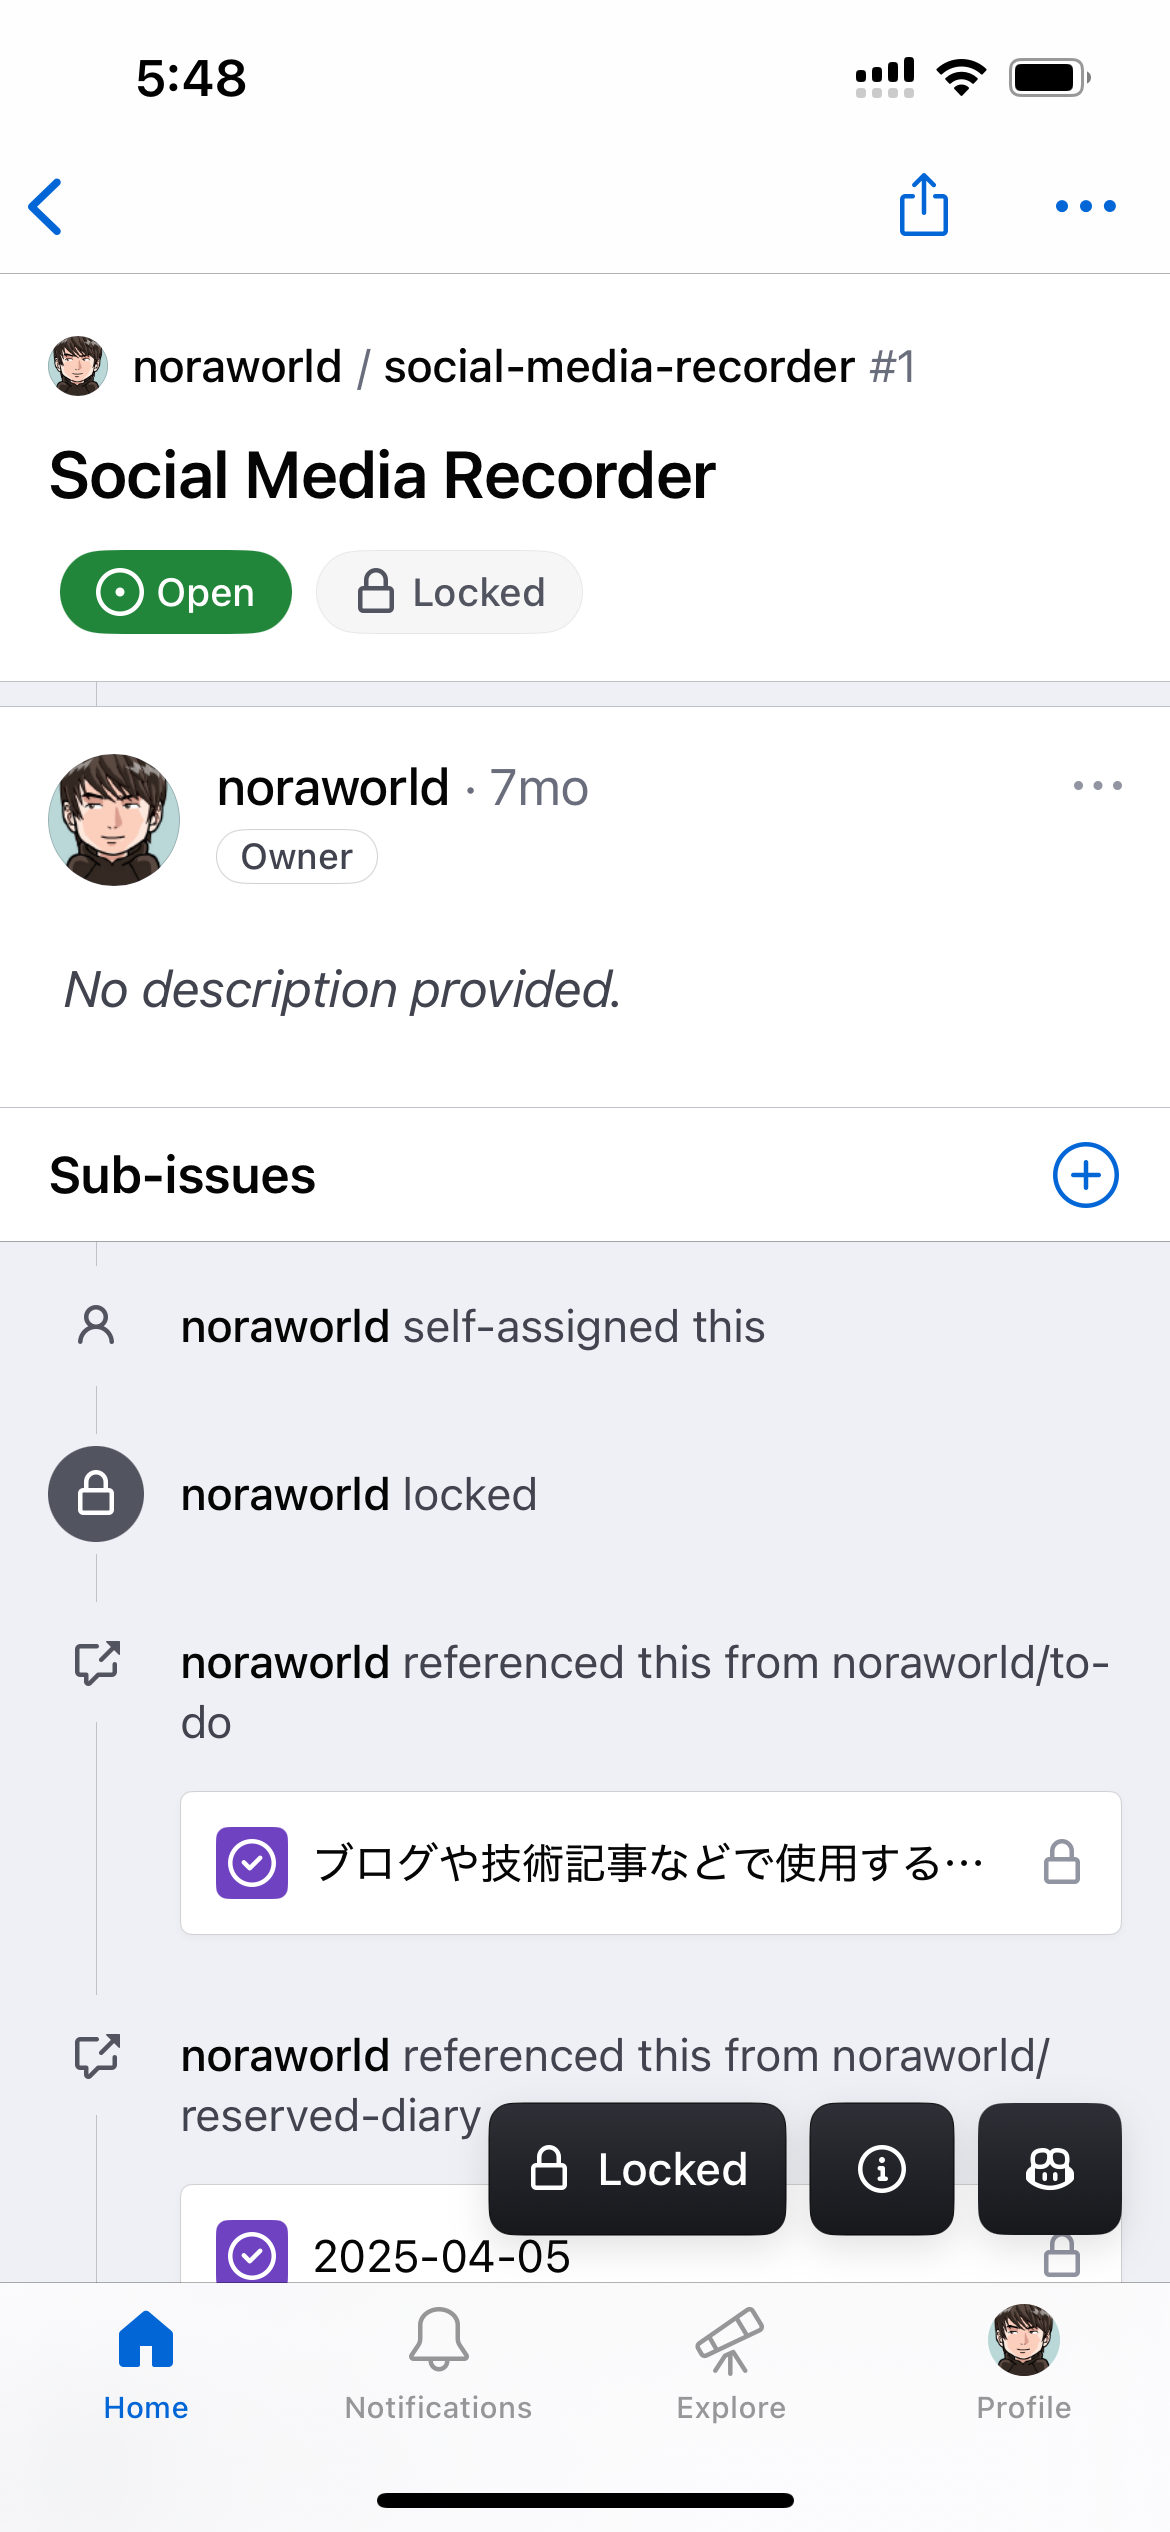 5:48
noraworld / social-media-recorder #1
Social Media Recorder
Open
Locked
noraworld · 7mo
Owner
No description provided.
Sub-issues
noraworld self-assigned this
noraworld locked
noraworld referenced this from noraworld/to-
do
ブログや技術記事などで使用する…
noraworld referenced this from noraworld/
reserved-diary
Locked
2025-04-05
Home
Notifications
Explore
Profile